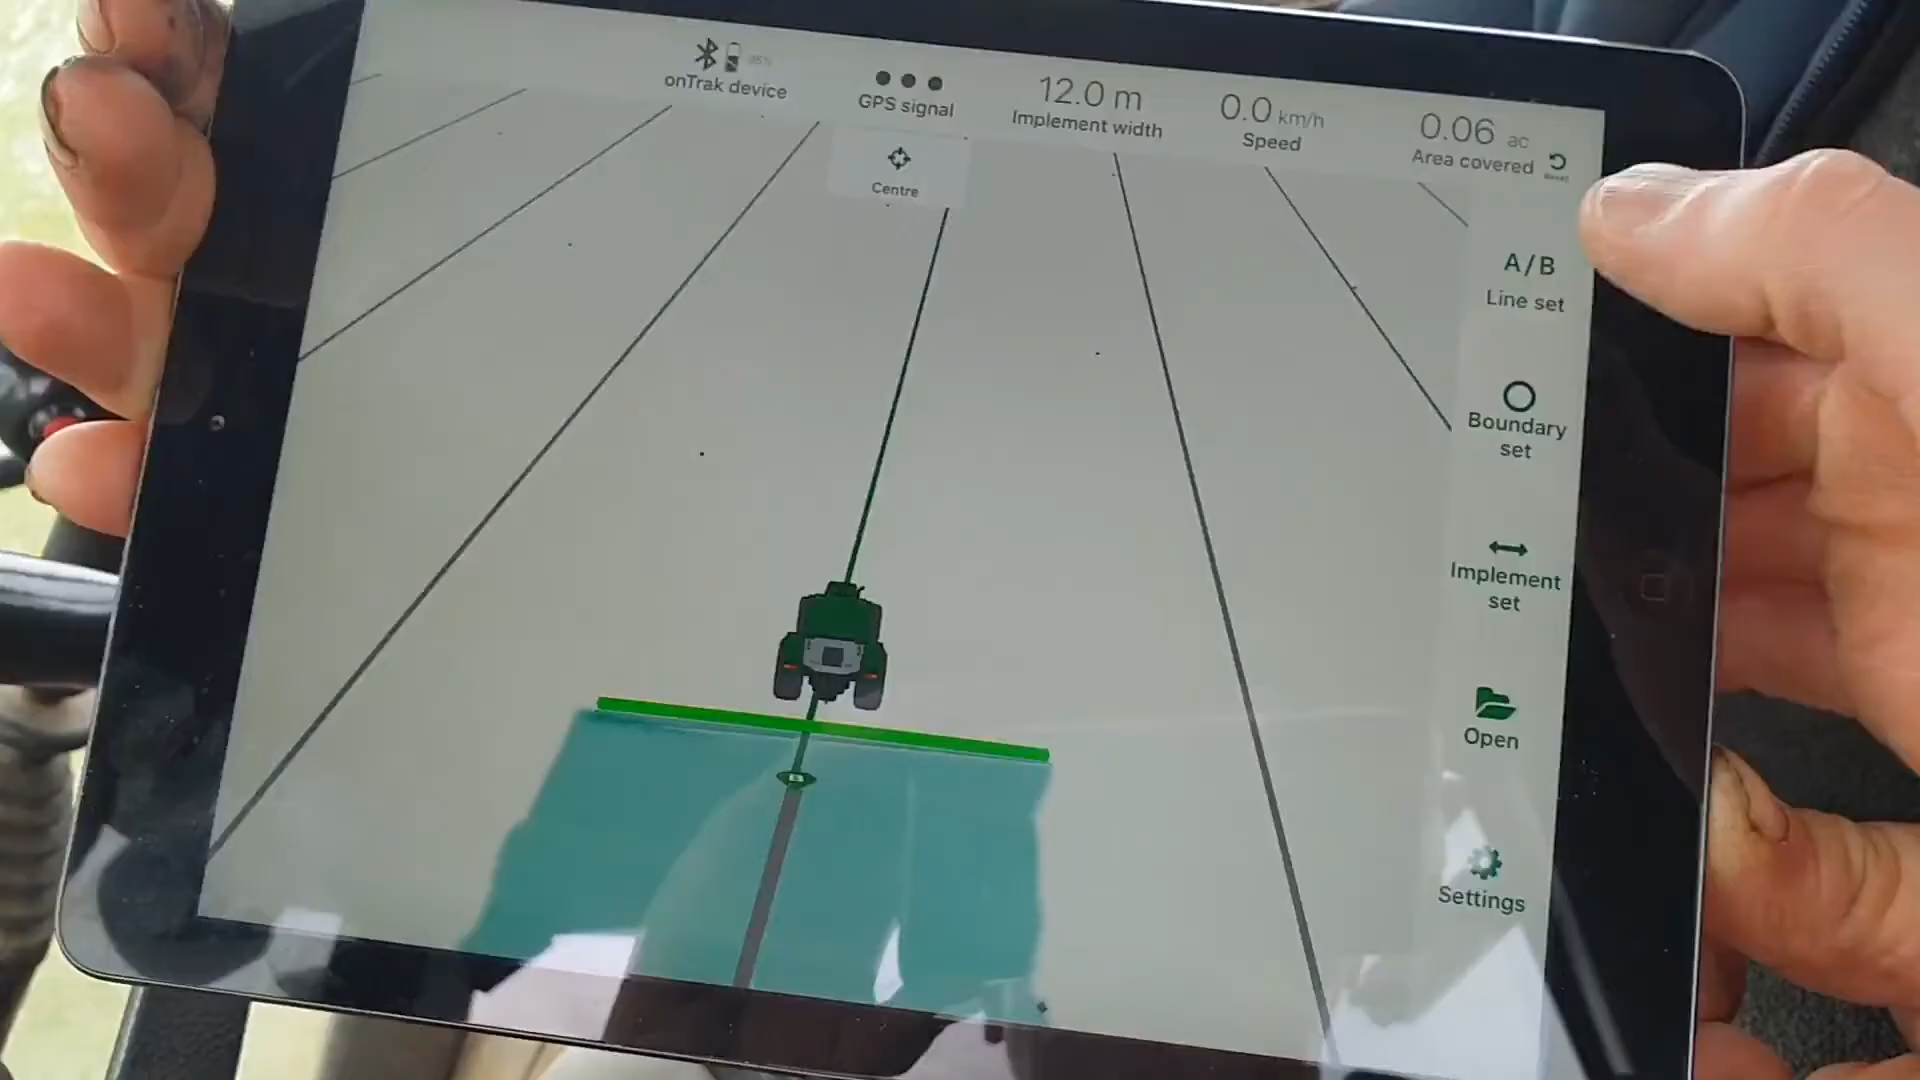 onTrak device
GPS signal
12.0 m
Implement width
0.0 km/h
Speed
0.06 ac
Area covered
Reset
Centre
A/B
Line set
Boundary
set
Implement
set
Open
Settings